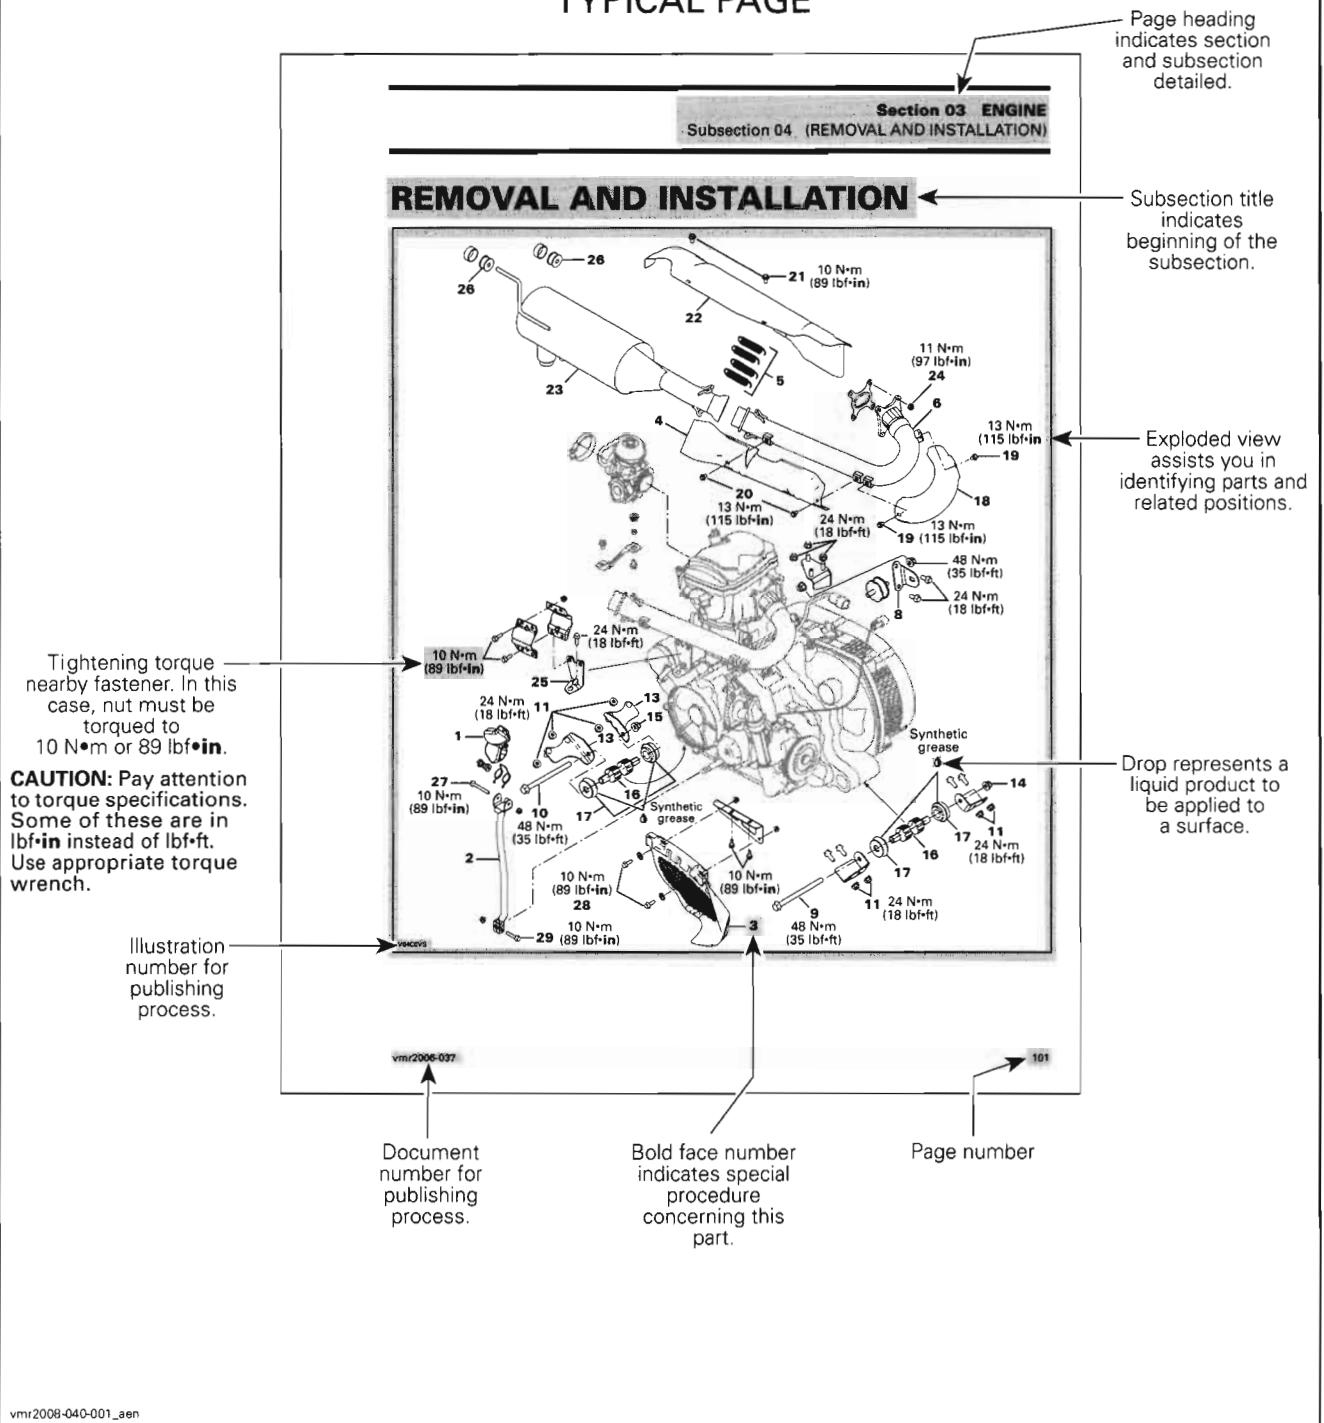 TYPICAL PAGE
Page heading
indicates section
and subsection
detailed.
Section 03 ENGINE
Subsection 04 (REMOVAL AND INSTALLATION)
REMOVAL AND INSTALLATION
Subsection title
indicates
beginning of the
subsection.
26
26
21
10 N•m
(89 lbf•in)
22
23
5
11 N•m
(97 lbf•in)
24
6
4
13 N•m
(115 lbf•in
19
18
20
13 N•m
(115 lbf•in)
24 N•m
(18 lbf•ft)
13 N•m
19 (115 lbf•in)
48 N•m
(35 lbf•ft)
24 N•m
(18 lbf•ft)
8
Exploded view
assists you in
identifying parts and
related positions.
24 N•m
(18 lbf•ft)
10 N•m
(89 lbf•in)
25
Tightening torque
nearby fastener. In this
case, nut must be
torqued to
10 N•m or 89 lbf•in.
CAUTION: Pay attention
to torque specifications.
Some of these are in
lbf•in instead of lbf•ft.
Use appropriate torque
wrench.
24 N•m
(18 lbf•ft)
11
13
15
1
13
27
10 N•m
(89 lbf•in)
10
48 N•m
(35 lbf•ft)
16
17
Synthetic
grease
2
Synthetic
grease
14
11
24 N•m
(18 lbf•ft)
17
16
17
11
24 N•m
(18 lbf•ft)
9
48 N•m
(35 lbf•ft)
10 N•m
(89 lbf•in)
28
10 N•m
(89 lbf•in)
29
10 N•m
(89 lbf•in)
3
Drop represents a
liquid product to
be applied to
a surface.
Illustration
number for
publishing
process.
vmr2006-037
101
Document
number for
publishing
process.
Bold face number
indicates special
procedure
concerning this
part.
Page number
vmr2008-040-001_aen